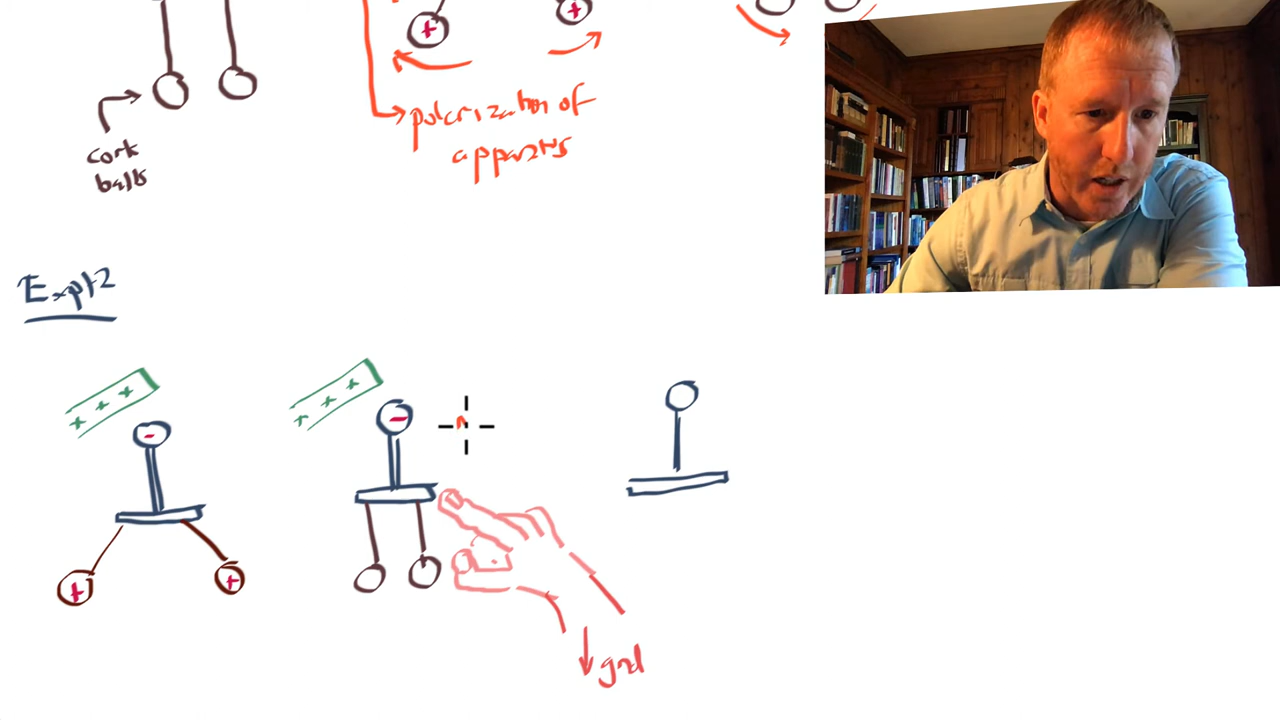 +
+
polarization of
apparatus
cork
balls
Expt 2
+ + +
+ + +
-
-
+
+
↓ gnd